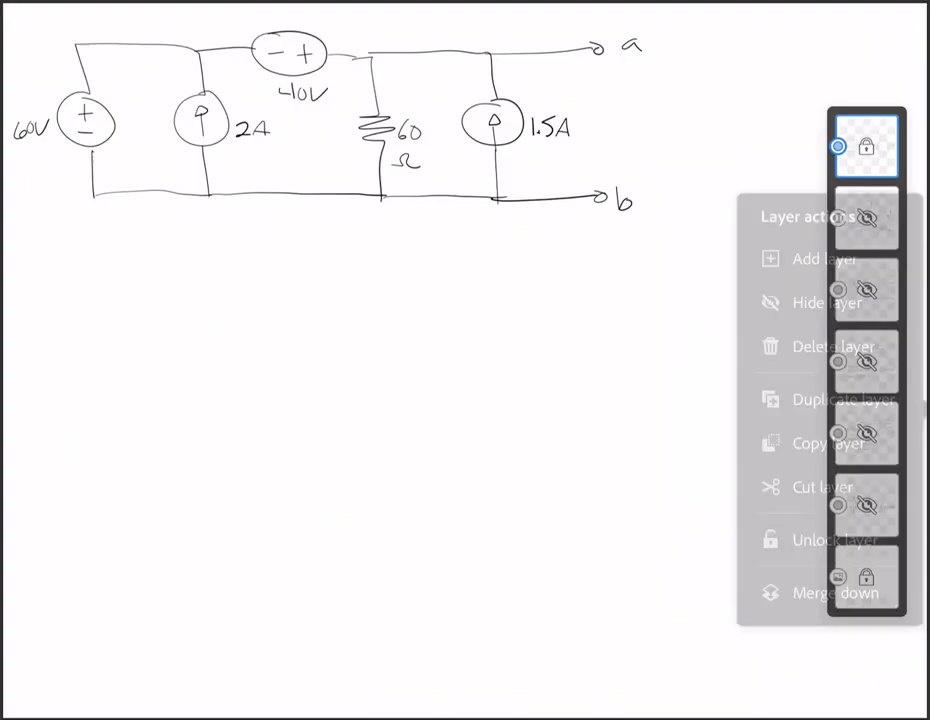 a
- +
40V
60V
+
-
2A
60
Ω
1.5A
b
Layer actions
Add layer
Hide layer
Delete layer
Duplicate layer
Copy layer
Cut layer
Unlock layer
Merge down